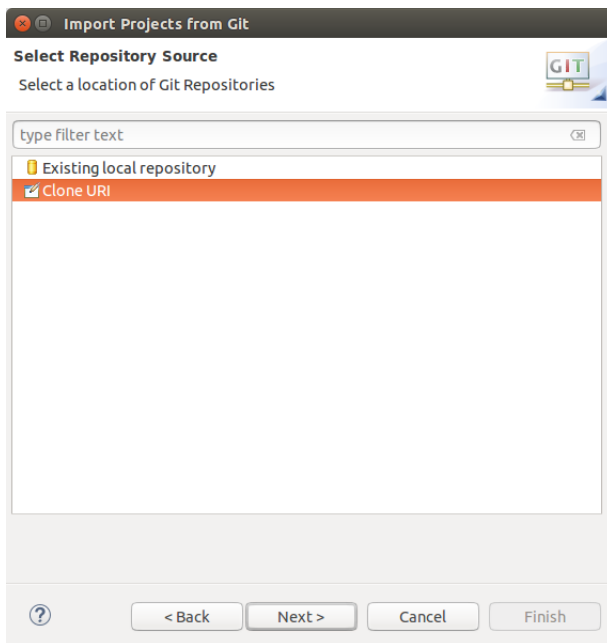 Import Projects from Git
Select Repository Source
Select a location of Git Repositories
GIT
type filter text
Existing local repository
Clone URI
?
< Back Next > Cancel Finish